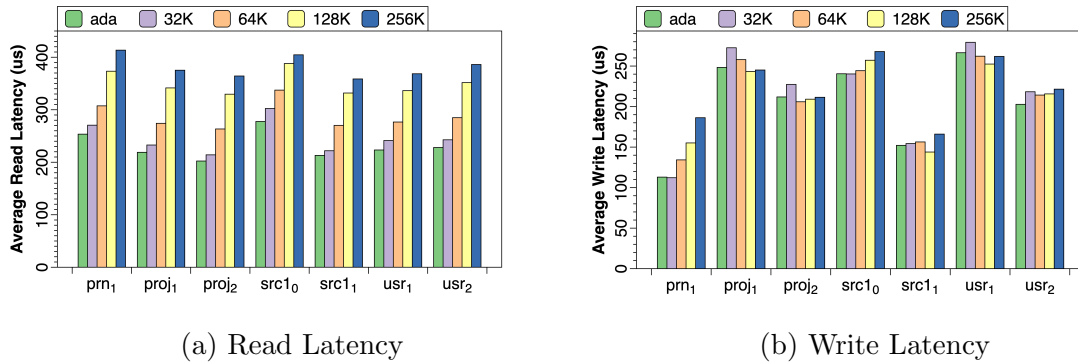 ada 32K 64K 128K 256K
Average Read Latency (us)
400
300
200
100
0
prn1 proj1 proj2 src10 src11 usr1 usr2
(a) Read Latency
ada 32K 64K 128K 256K
Average Write Latency (us)
250
200
150
100
50
0
prn1 proj1 proj2 src10 src11 usr1 usr2
(b) Write Latency